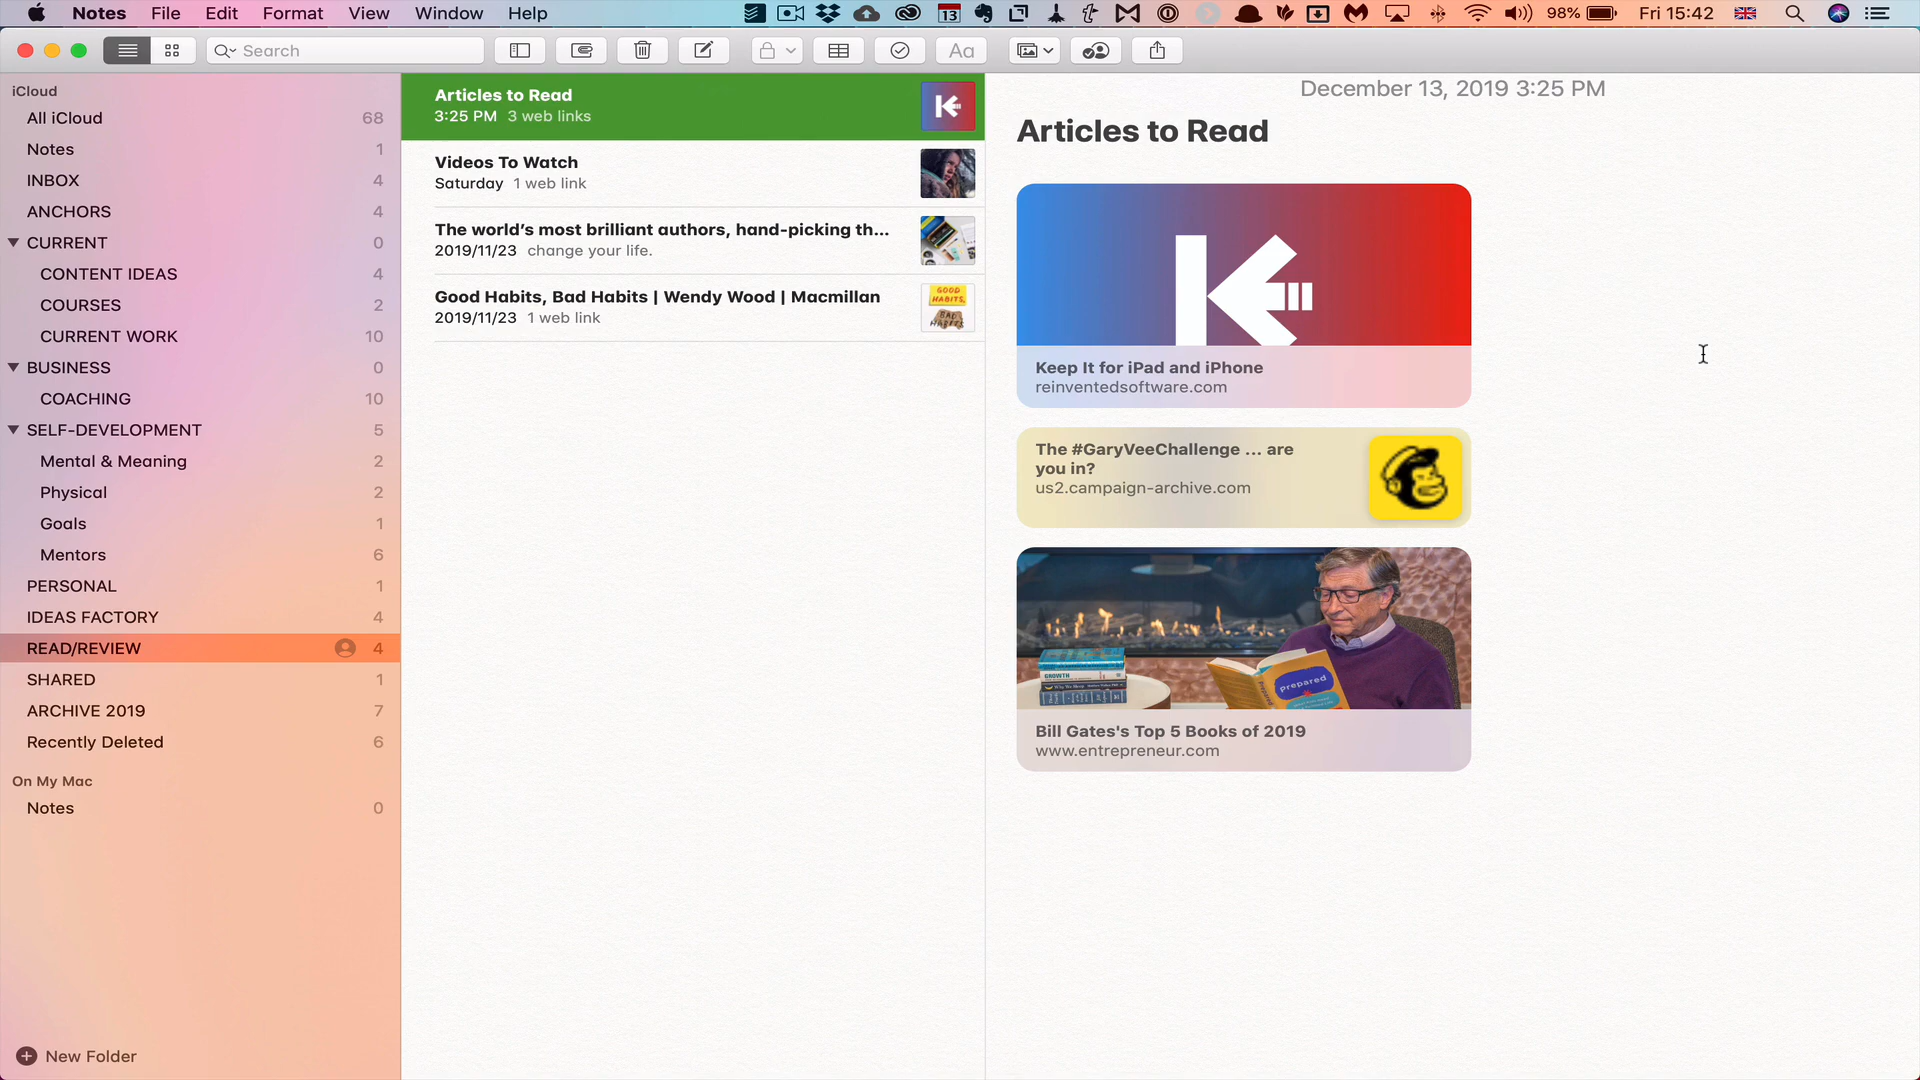 Notes File Edit Format View Window Help 13 98% Fri 15:42
Search Aa
iCloud
All iCloud 68
Notes 1
INBOX 4
ANCHORS 4
CURRENT 0
CONTENT IDEAS 4
COURSES 2
CURRENT WORK 10
BUSINESS 0
COACHING 10
SELF-DEVELOPMENT 5
Mental & Meaning 2
Physical 2
Goals 1
Mentors 6
PERSONAL 1
IDEAS FACTORY 4
READ/REVIEW 4
SHARED 1
ARCHIVE 2019 7
Recently Deleted 6
On My Mac
Notes 0
New Folder
Articles to Read
3:25 PM 3 web links
Videos To Watch
Saturday 1 web link
The world's most brilliant authors, hand-picking th...
2019/11/23 change your life.
Good Habits, Bad Habits | Wendy Wood | Macmillan
2019/11/23 1 web link
GOOD
HABITS,
BAD
HABITS
December 13, 2019 3:25 PM
Articles to Read
Keep It for iPad and iPhone
reinventedsoftware.com
The #GaryVeeChallenge ... are
you in?
us2.campaign-archive.com
GROWTH
Prepared
Prepared
Bill Gates's Top 5 Books of 2019
www.entrepreneur.com